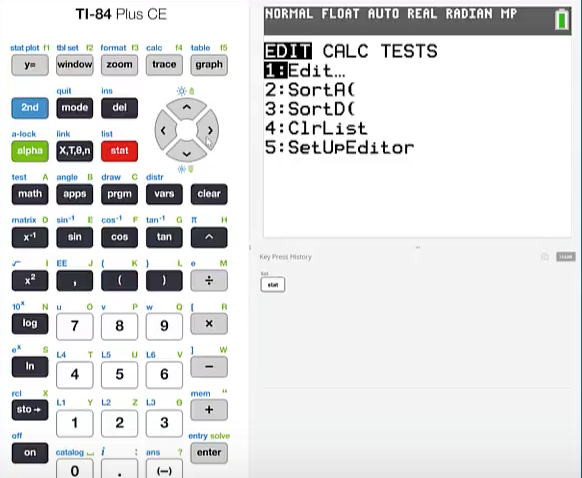 TI-84 Plus CE
stat plot f1 tbl set f2 format f3 calc f4 table f5
y= window zoom trace graph
quit ins
2nd mode del
a-lock link list
alpha X,T,θ,n stat
test A angle B draw C distr
math apps prgm vars clear
matrix D sin⁻¹ E cos⁻¹ F tan⁻¹ G π H
x⁻¹ sin cos tan ^
√ I EE J { K } L e M
x² , ( ) ÷
10ˣ N u O v P w Q [ R
log 7 8 9 ×
eˣ S L4 T L5 U L6 V ] W
ln 4 5 6 −
rcl X L1 Y L2 Z L3 θ mem "
sto→ 1 2 3 +
off catalog i : ans ? entry solve
on 0 . (−) enter
NORMAL FLOAT AUTO REAL RADIAN MP
EDIT CALC TESTS
1:Edit…
2:SortA(
3:SortD(
4:ClrList
5:SetUpEditor
Key Press History
list
stat